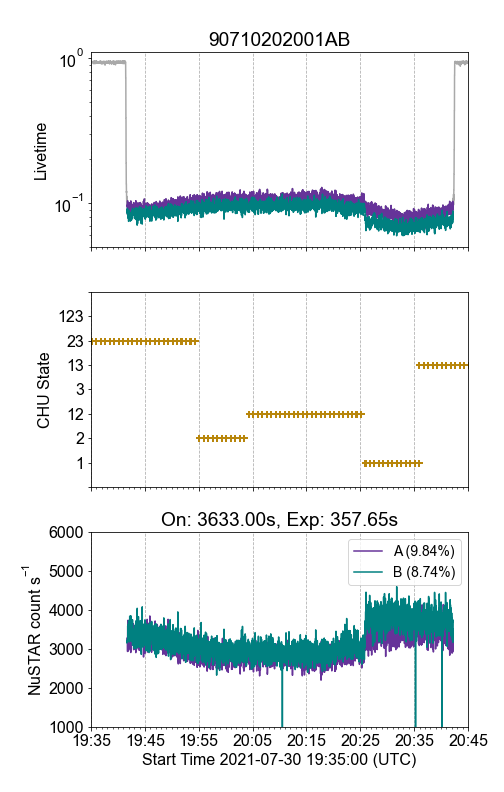 90710202001AB
Livetime
10⁰
10⁻¹
CHU State
123
23
13
3
12
2
1
On: 3633.00s, Exp: 357.65s
NuSTAR count s⁻¹
6000
5000
4000
3000
2000
1000
A (9.84%)
B (8.74%)
19:35 19:45 19:55 20:05 20:15 20:25 20:35 20:45
Start Time 2021-07-30 19:35:00 (UTC)